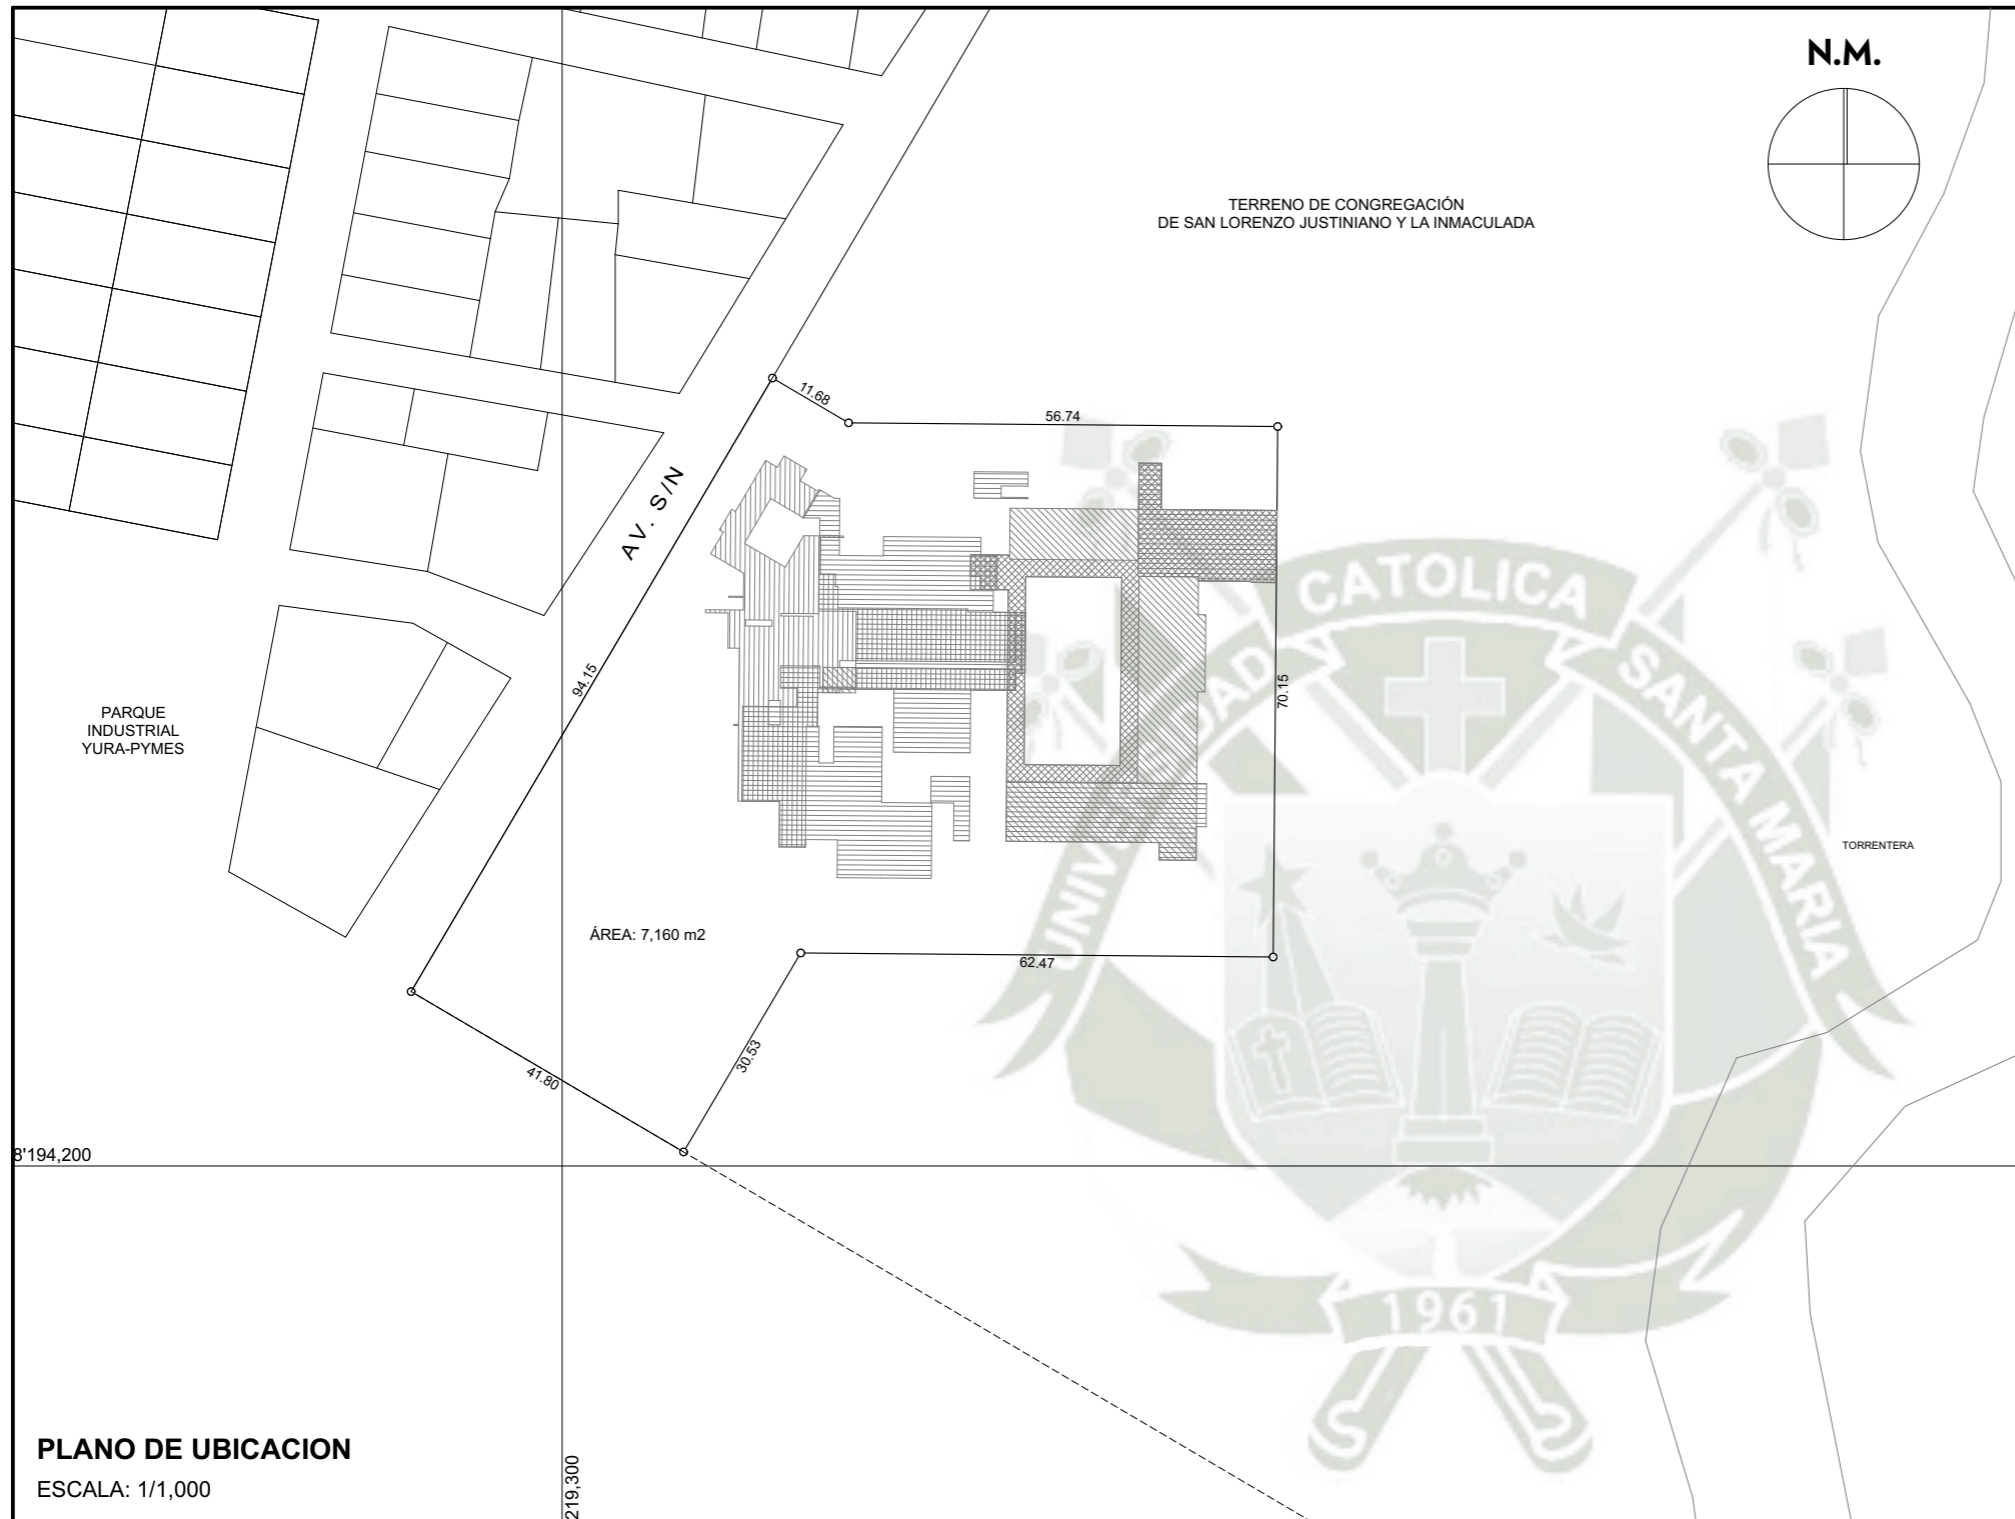 N.M.
TERRENO DE CONGREGACIÓN
DE SAN LORENZO JUSTINIANO Y LA INMACULADA
11.68
56.74
AV. S/N
94.15
70.15
PARQUE
INDUSTRIAL
YURA-PYMES
UNIVERSIDAD CATOLICA SANTA MARIA
TORRENTERA
ÁREA: 7,160 m2
62.47
30.53
41.80
8'194,200
1961
PLANO DE UBICACION
ESCALA: 1/1,000
219,300